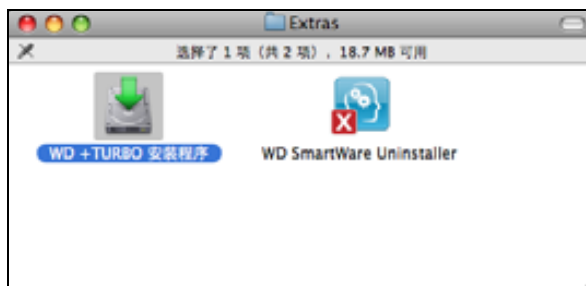 Extras
选择了 1 项（共 2 项）, 18.7 MB 可用
WD +TURBO 安装程序
WD SmartWare Uninstaller